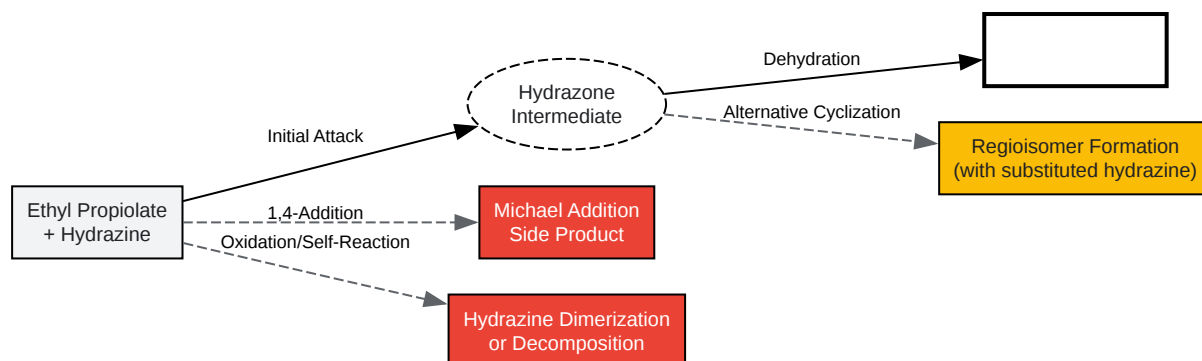 Dehydration
Hydrazone
Intermediate
Alternative Cyclization
Initial Attack
Regioisomer Formation
(with substituted hydrazine)
Ethyl Propiolate
+ Hydrazine
1,4-Addition
Michael Addition
Side Product
Oxidation/Self-Reaction
Hydrazine Dimerization
or Decomposition